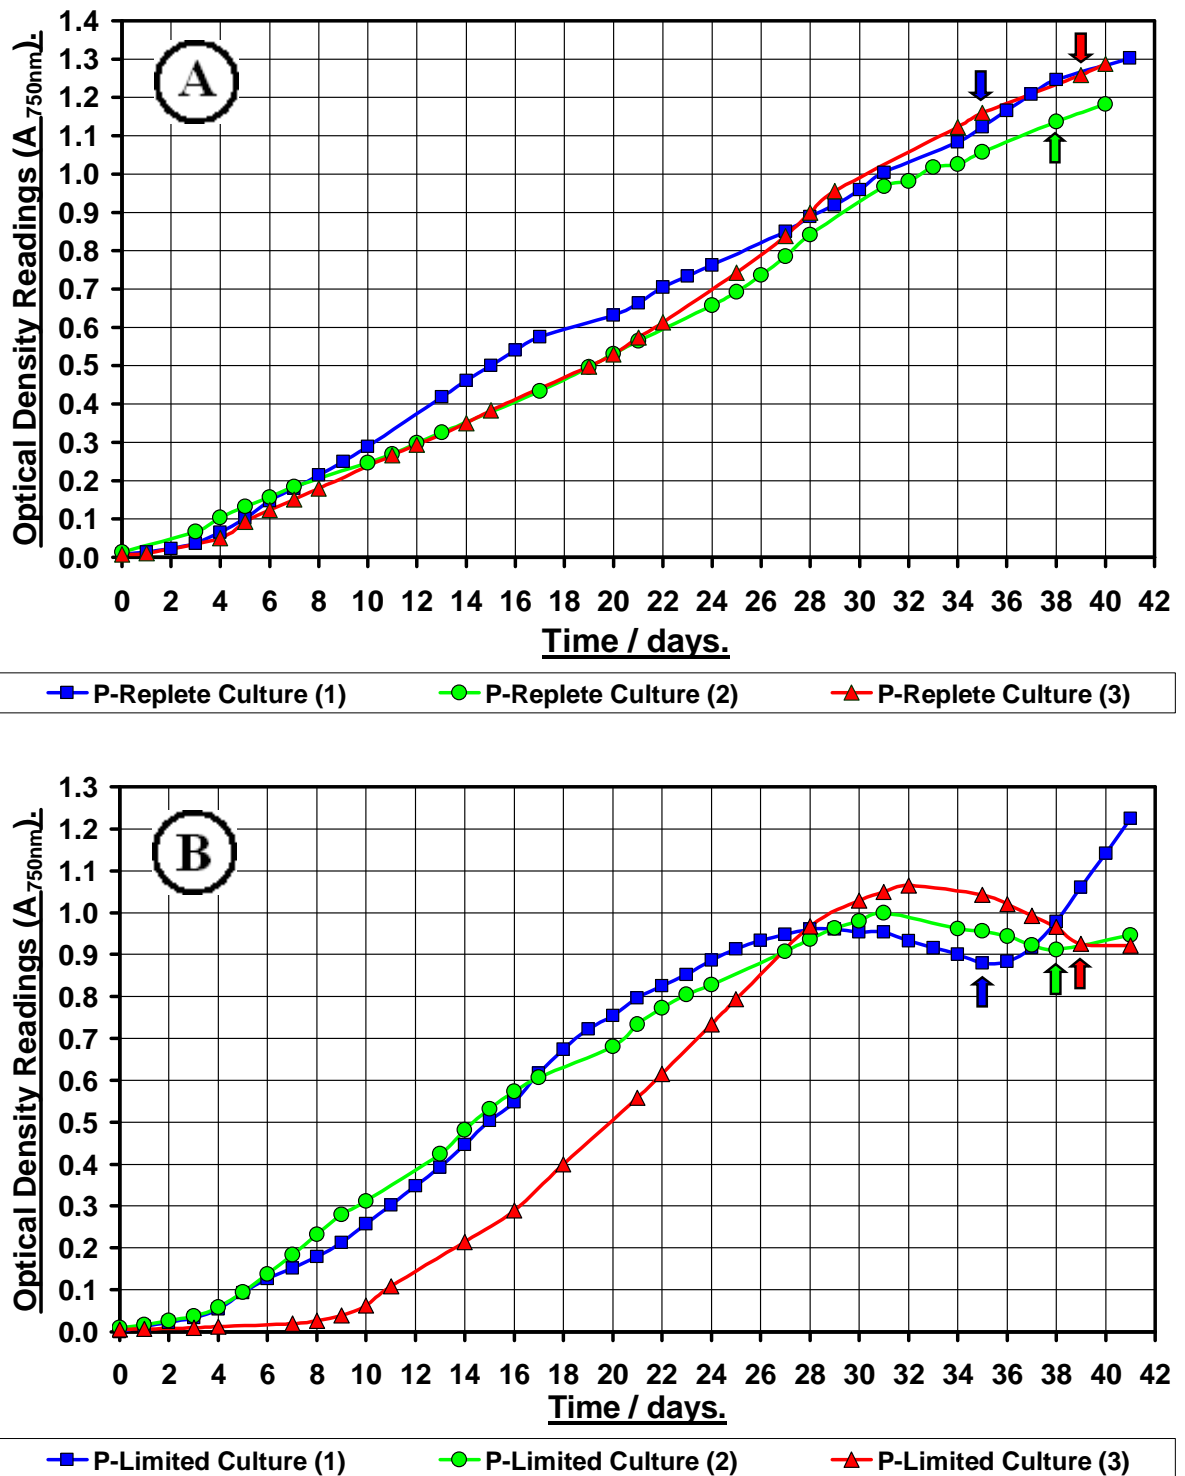 Optical Density Readings (A 750nm).
A
1.4
1.3
1.2
1.1
1.0
0.9
0.8
0.7
0.6
0.5
0.4
0.3
0.2
0.1
0.0
0 2 4 6 8 10 12 14 16 18 20 22 24 26 28 30 32 34 36 38 40 42
Time / days.
P-Replete Culture (1) P-Replete Culture (2) P-Replete Culture (3)
Optical Density Readings (A 750nm).
B
1.3
1.2
1.1
1.0
0.9
0.8
0.7
0.6
0.5
0.4
0.3
0.2
0.1
0.0
0 2 4 6 8 10 12 14 16 18 20 22 24 26 28 30 32 34 36 38 40 42
Time / days.
P-Limited Culture (1) P-Limited Culture (2) P-Limited Culture (3)